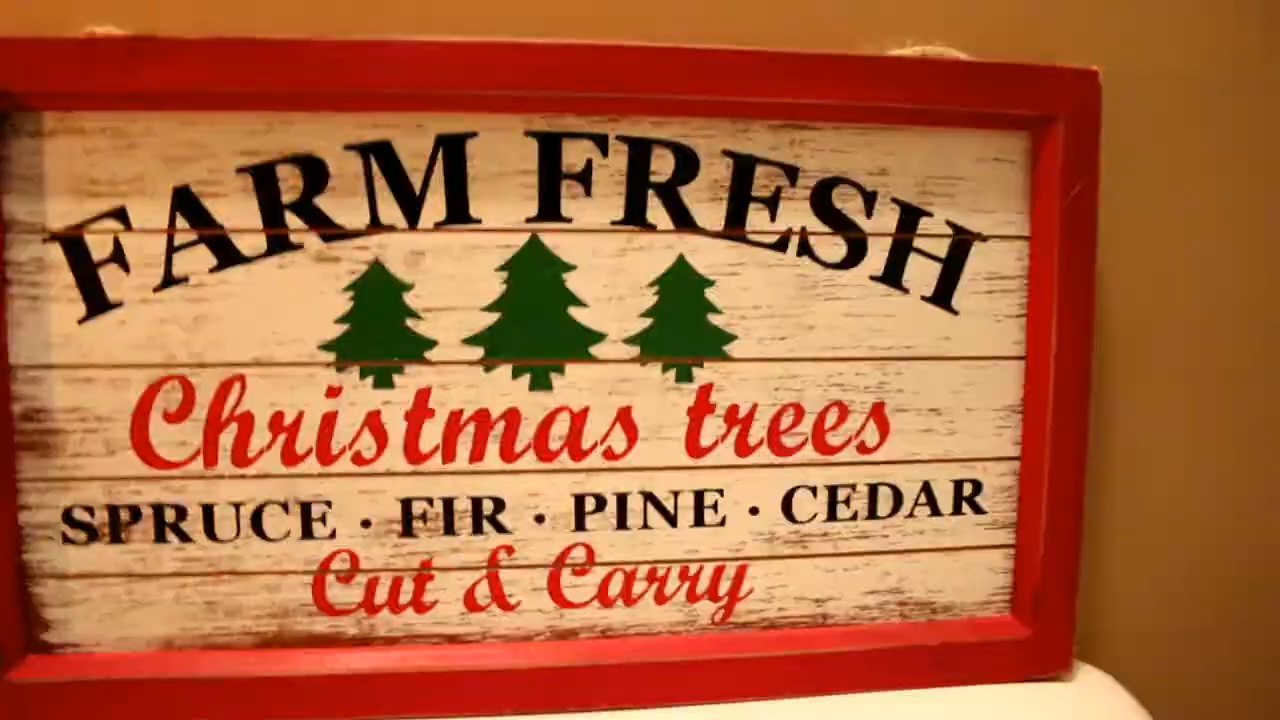 FARM FRESH
Christmas trees
SPRUCE · FIR · PINE · CEDAR
Cut & Carry